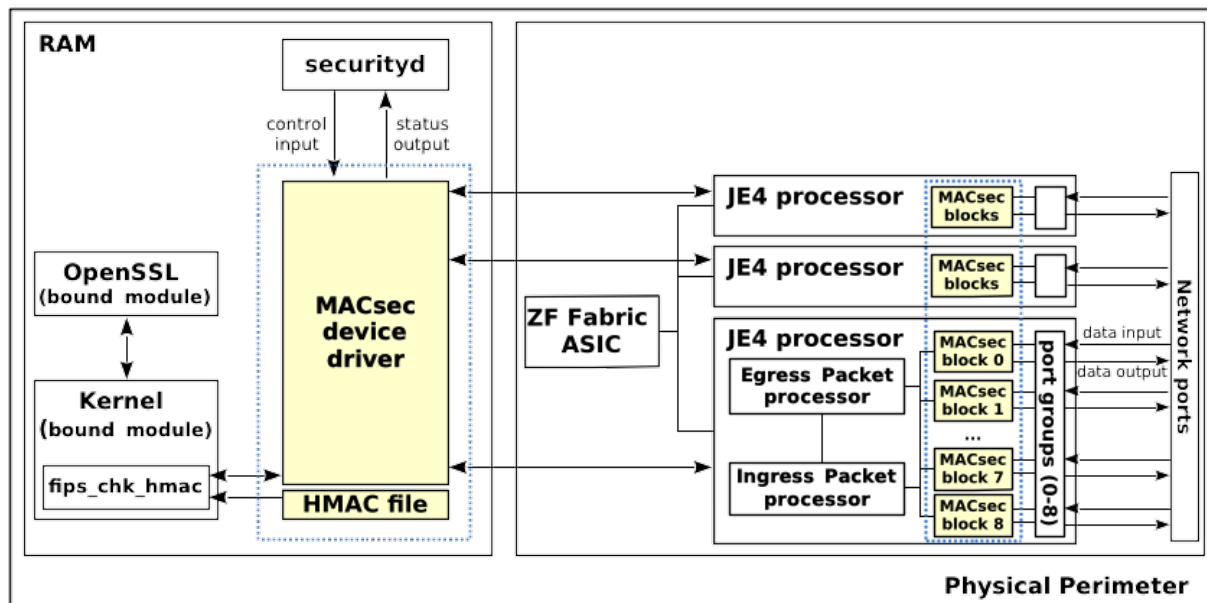 RAM
securityd
control
input
status
output
MACsec
device
driver
HMAC file
OpenSSL
(bound module)
Kernel
(bound module)
fips_chk_hmac
ZF Fabric
ASIC
JE4 processor
MACsec
blocks
JE4 processor
MACsec
blocks
JE4 processor
Egress Packet
processor
Ingress Packet
processor
MACsec
block 0
MACsec
block 1
...
MACsec
block 7
MACsec
block 8
port groups (0-8)
data input
data output
Network ports
Physical Perimeter